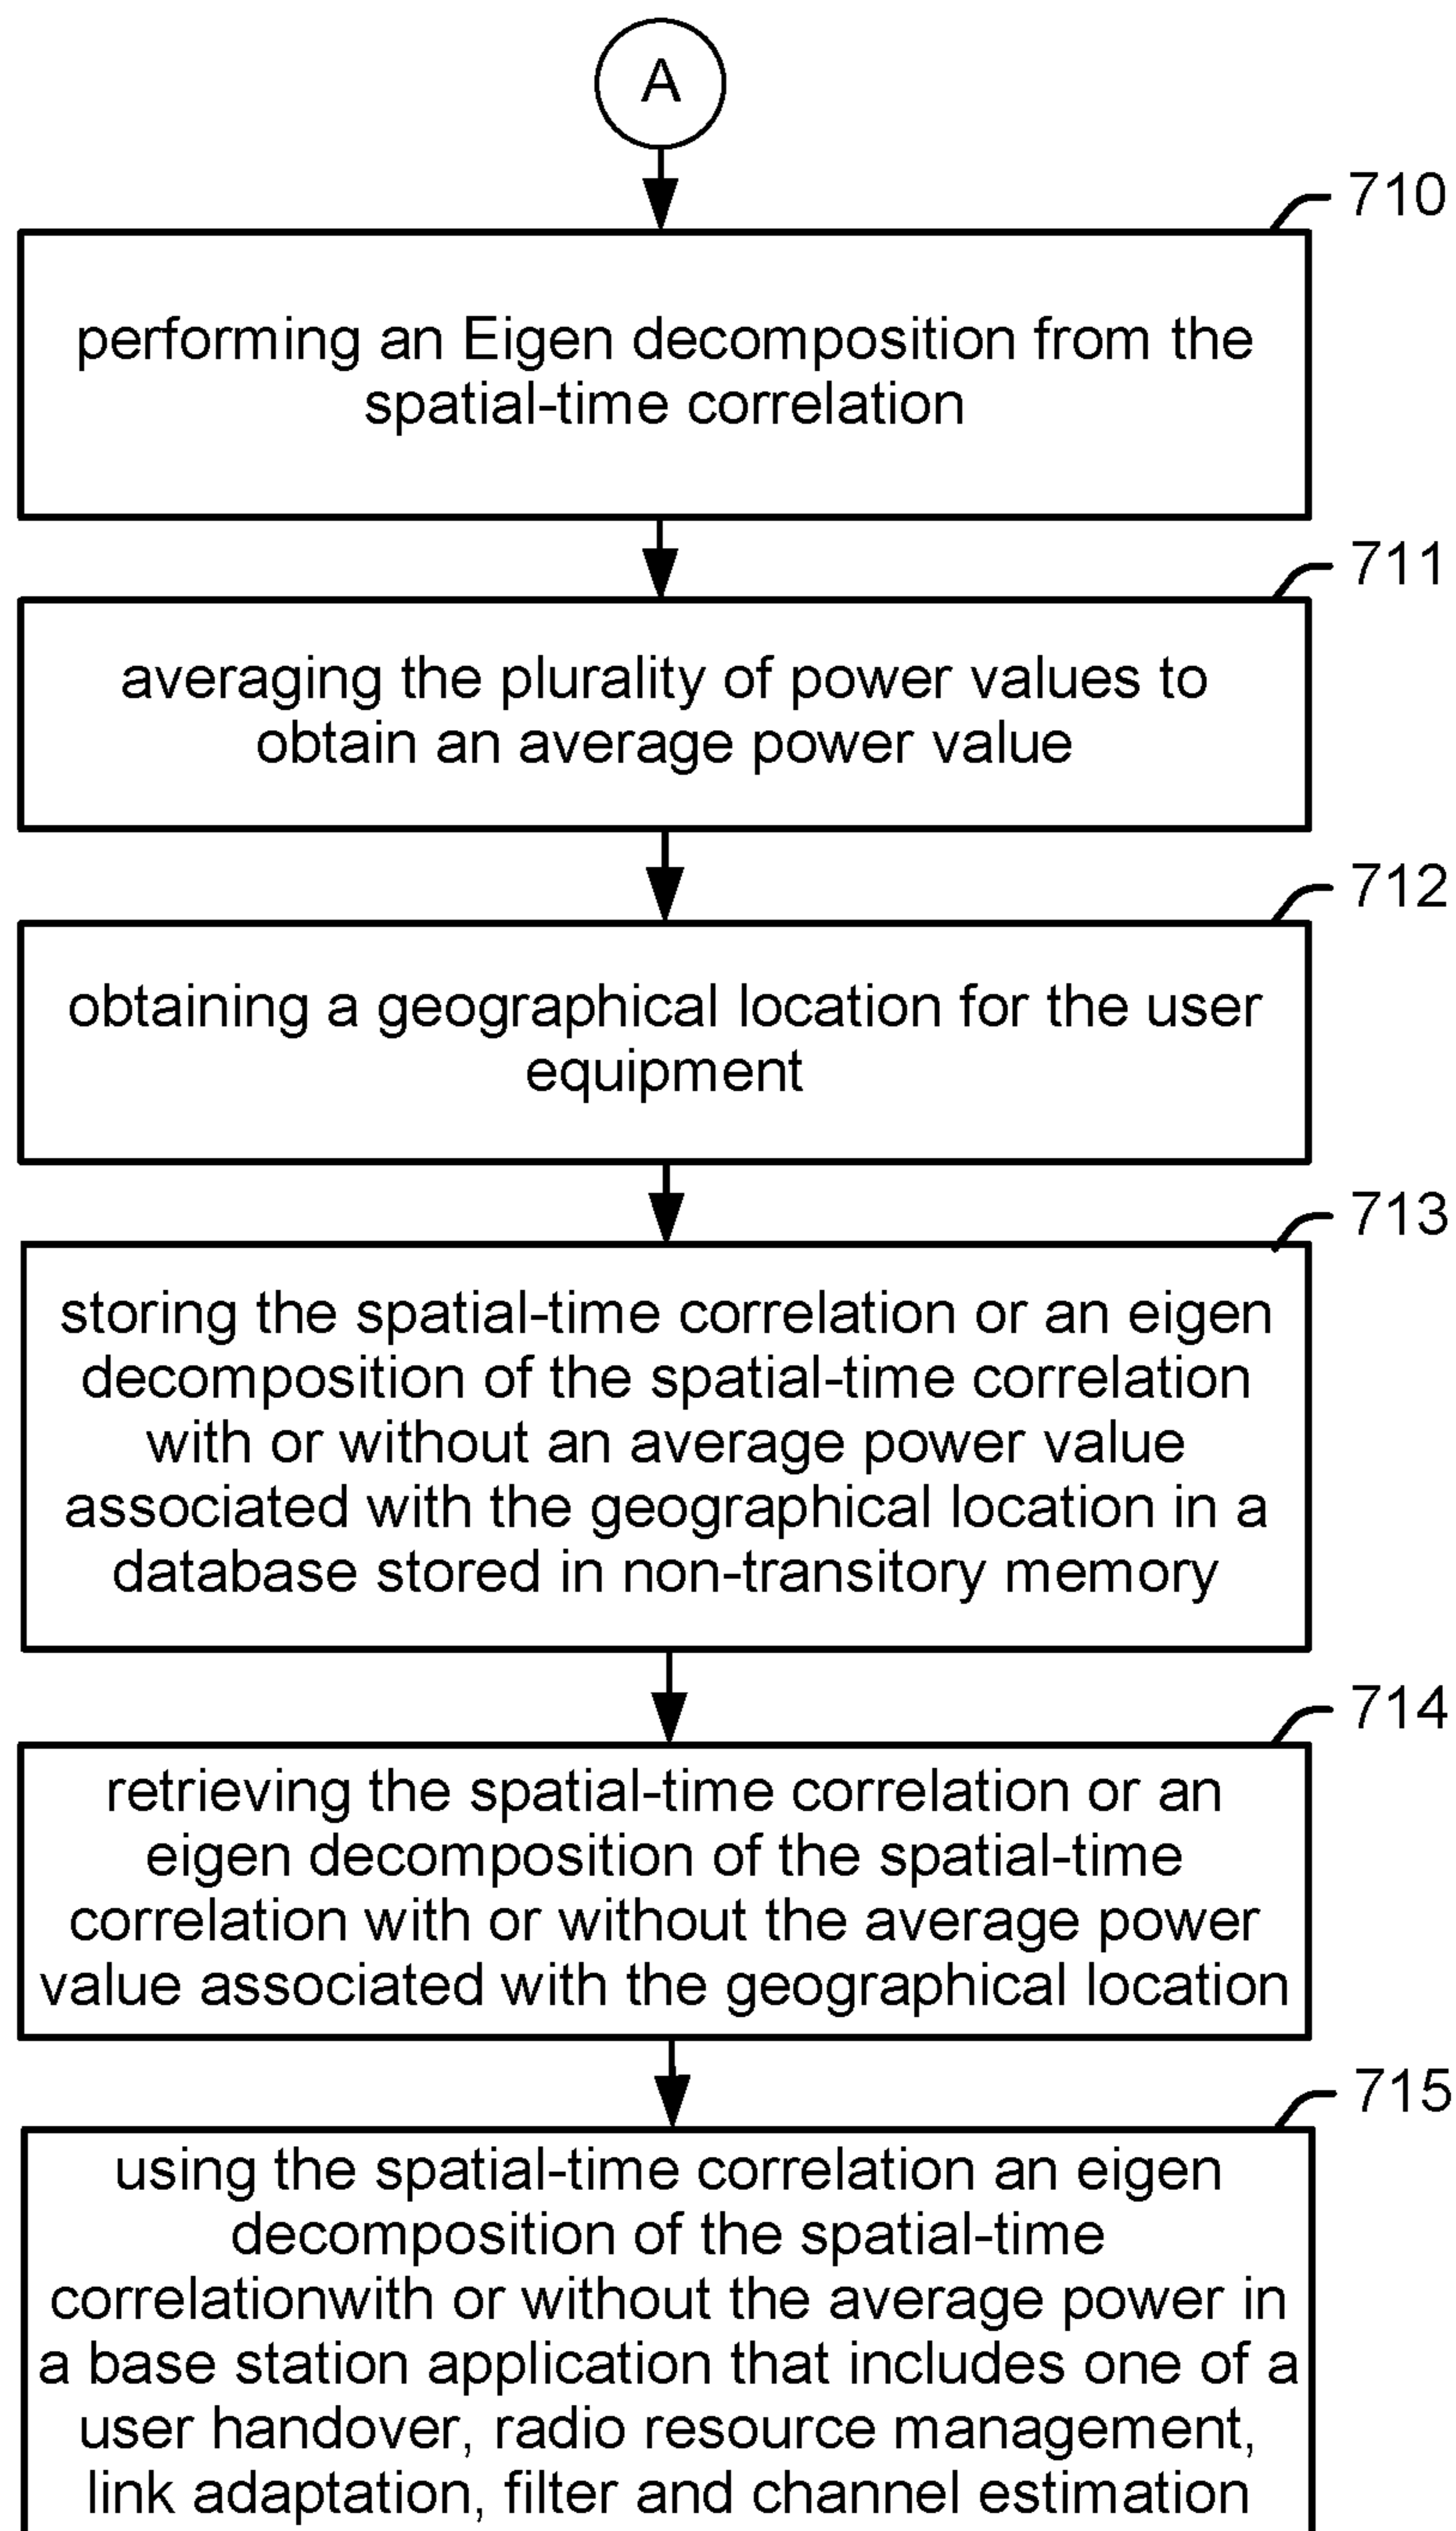 A
710
performing an Eigen decomposition from the
spatial-time correlation
711
averaging the plurality of power values to
obtain an average power value
712
obtaining a geographical location for the user
equipment
713
storing the spatial-time correlation or an eigen
decomposition of the spatial-time correlation
with or without an average power value
associated with the geographical location in a
database stored in non-transitory memory
714
retrieving the spatial-time correlation or an
eigen decomposition of the spatial-time
correlation with or without the average power
value associated with the geographical location
715
using the spatial-time correlation an eigen
decomposition of the spatial-time
correlationwith or without the average power in
a base station application that includes one of a
user handover, radio resource management,
link adaptation, filter and channel estimation